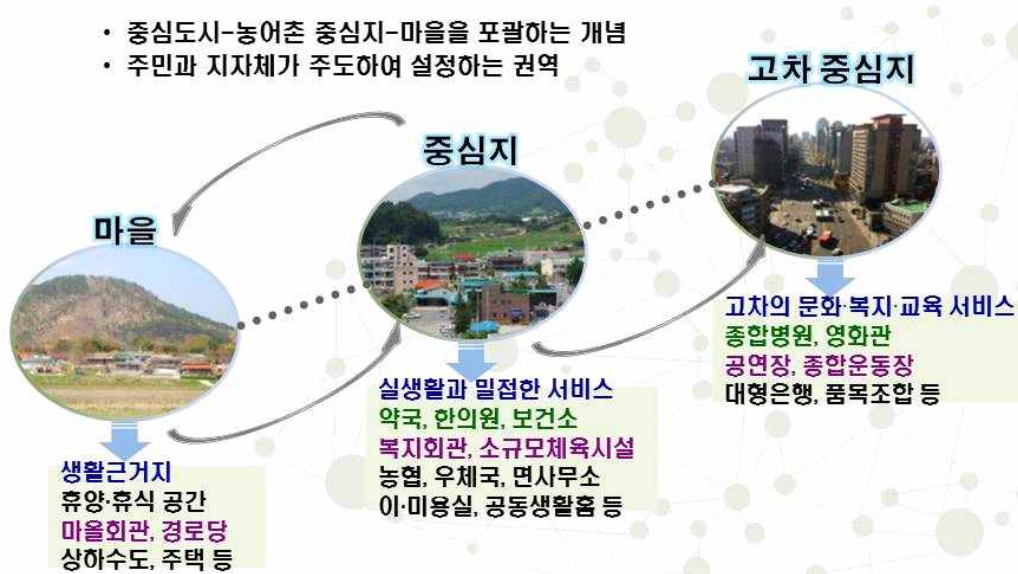 • 중심도시-농어촌 중심지-마을을 포괄하는 개념
• 주민과 지자체가 주도하여 설정하는 권역
고차 중심지
중심지
마을
고차의 문화·복지·교육 서비스
종합병원, 영화관
공연장, 종합운동장
대형은행, 품목조합 등
실생활과 밀접한 서비스
약국, 한의원, 보건소
복지회관, 소규모체육시설
농협, 우체국, 면사무소
이·미용실, 공동생활홈 등
생활근거지
휴양·휴식 공간
마을회관, 경로당
상하수도, 주택 등